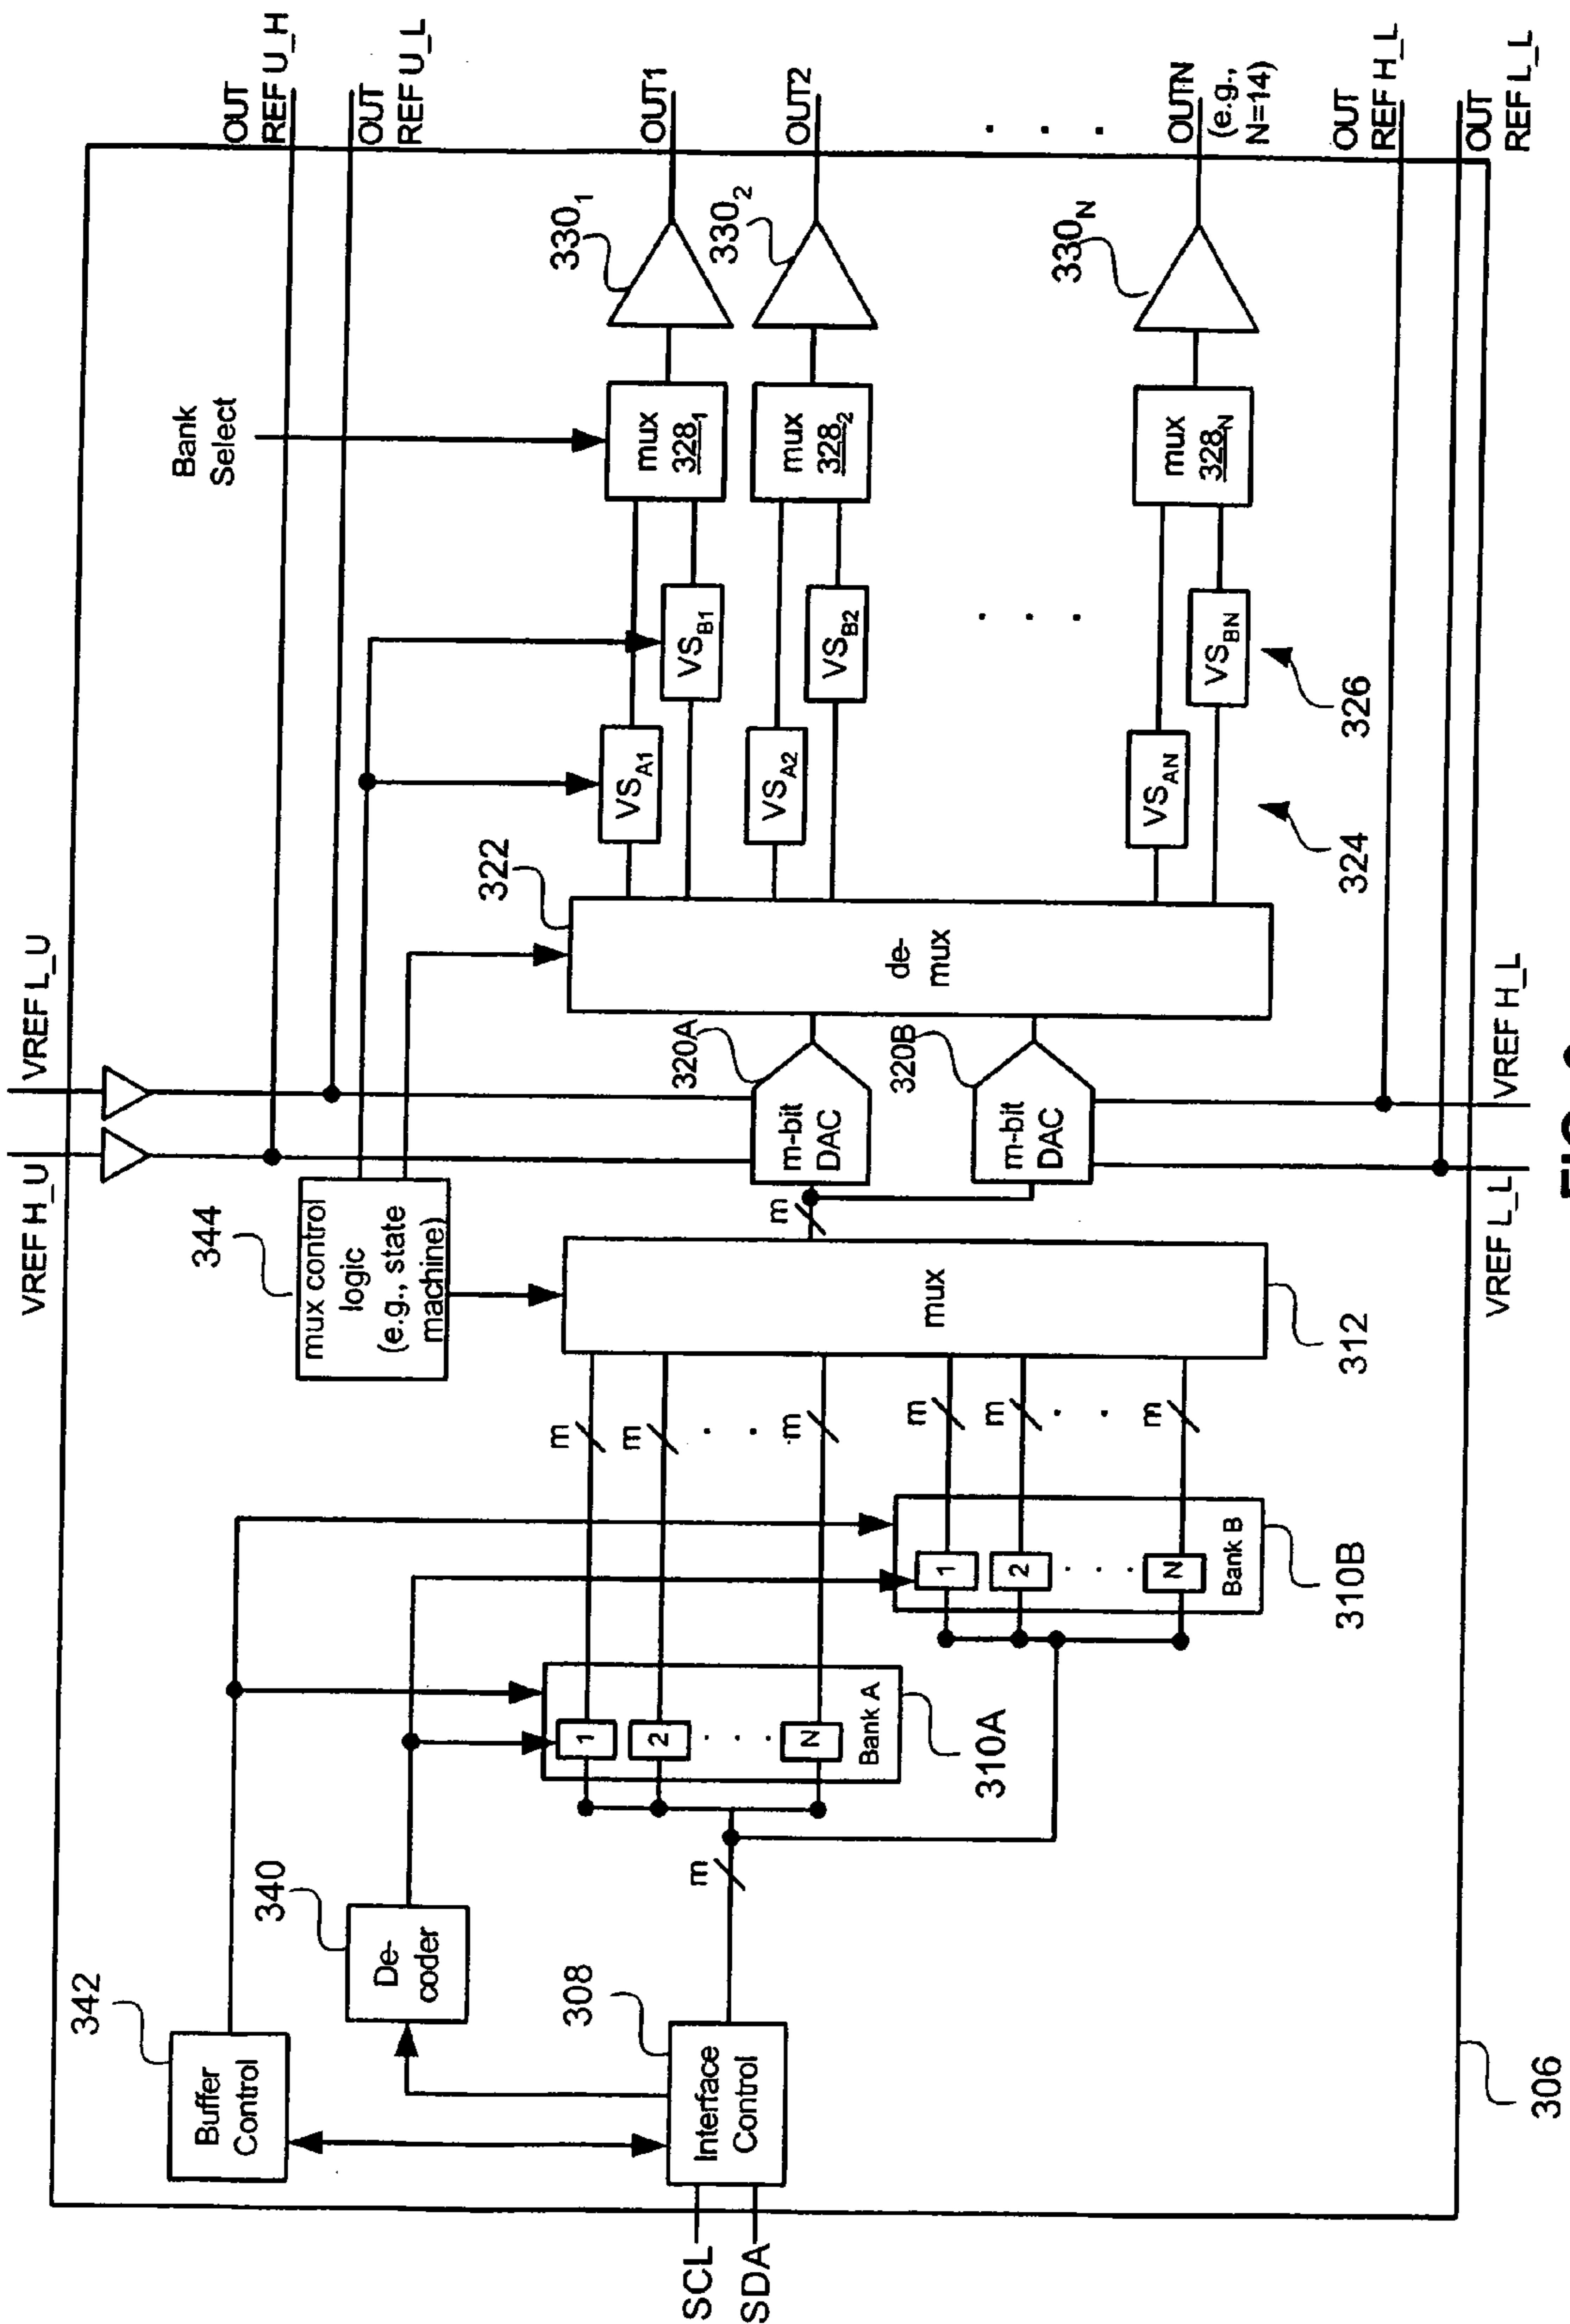 VREF H_U
VREF L_U
OUT
REF U_H
OUT
REF U_L
Bank
Select
342
Buffer
Control
340
De-
coder
308
Interface
Control
SCL
SDA
344
mux control
logic
(e.g., state
machine)
m
1
2
N
Bank A
310A
1
2
N
Bank B
310B
m
m
m
m
m
m
mux
312
m
m-bit
DAC
320A
m-bit
DAC
320B
322
de-
mux
VSA1
VSB1
VSA2
VSB2
VSAN
VSBN
324
326
mux
3281
mux
3282
mux
328N
3301
3302
330N
OUT1
OUT2
OUTN
(e.g.,
N=14)
OUT
REF H_L
OUT
REF L_L
VREF L_L
VREF H_L
306